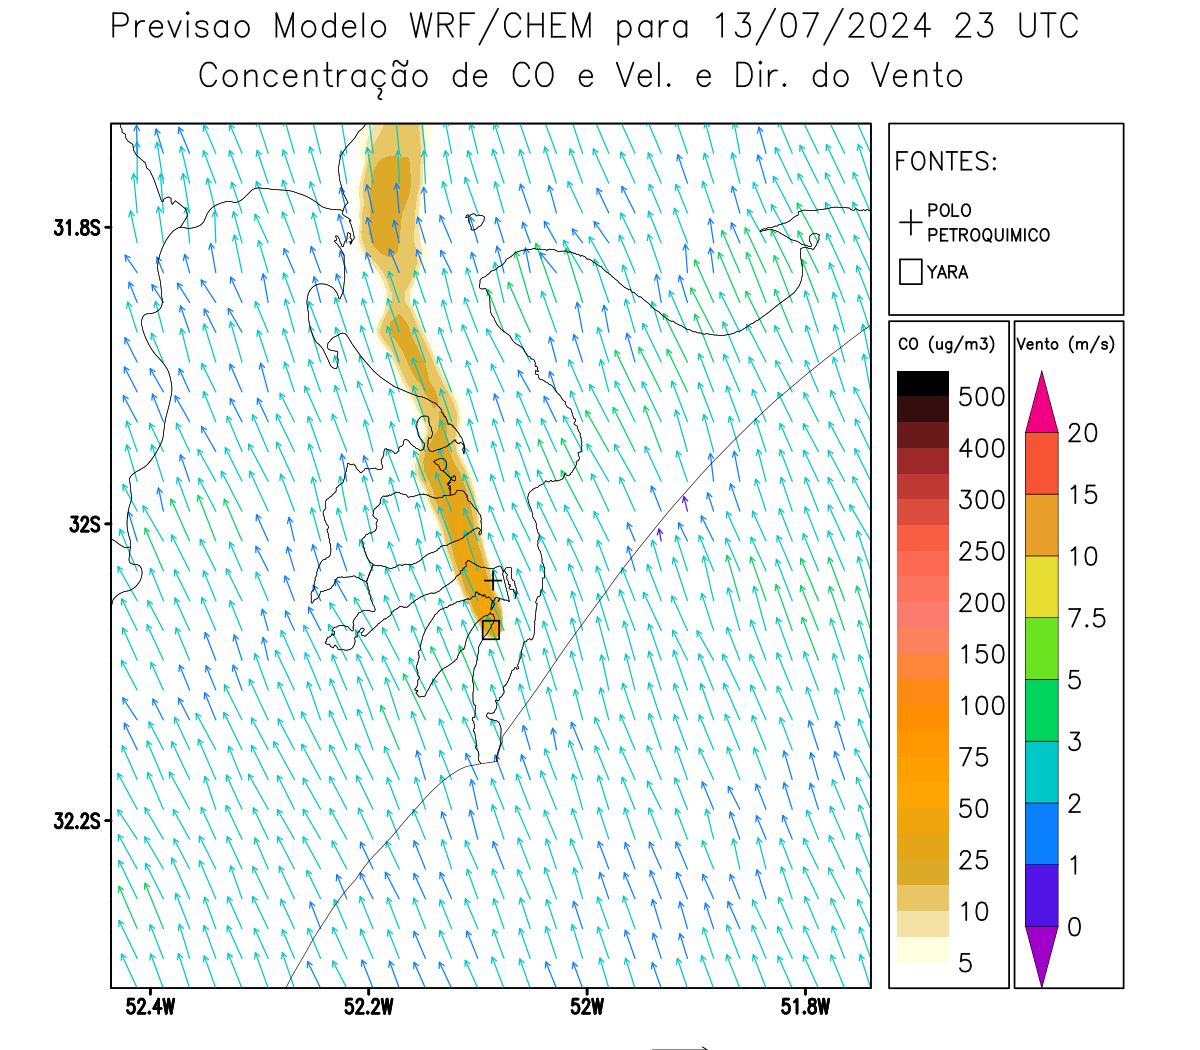 Previsao Modelo WRF/CHEM para 13/07/2024 23 UTC
Concentração de CO e Vel. e Dir. do Vento
FONTES:
POLO
PETROQUIMICO
YARA
31.8S
32S
32.2S
52.4W
52.2W
52W
51.8W
CO (ug/m3)
500
400
300
250
200
150
100
75
50
25
10
5
Vento (m/s)
20
15
10
7.5
5
3
2
1
0